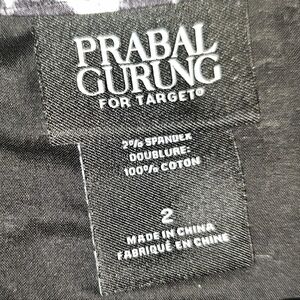 PRABAL
GURUNG
FOR TARGET®
2% SPANDEX
DOUBLURE:
100% COTON
2
MADE IN CHINA
FABRIQUÉ EN CHINE